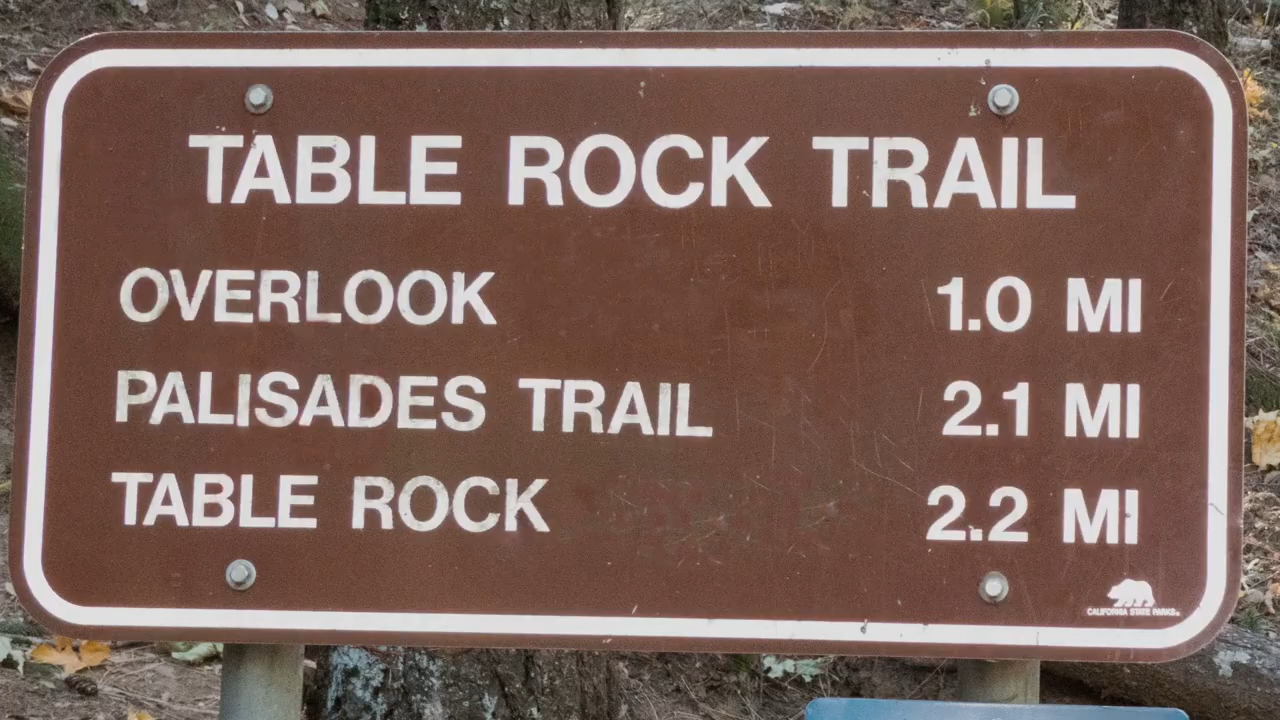 TABLE ROCK TRAIL
OVERLOOK 1.0 MI
PALISADES TRAIL 2.1 MI
TABLE ROCK 2.2 MI
CALIFORNIA STATE PARKS